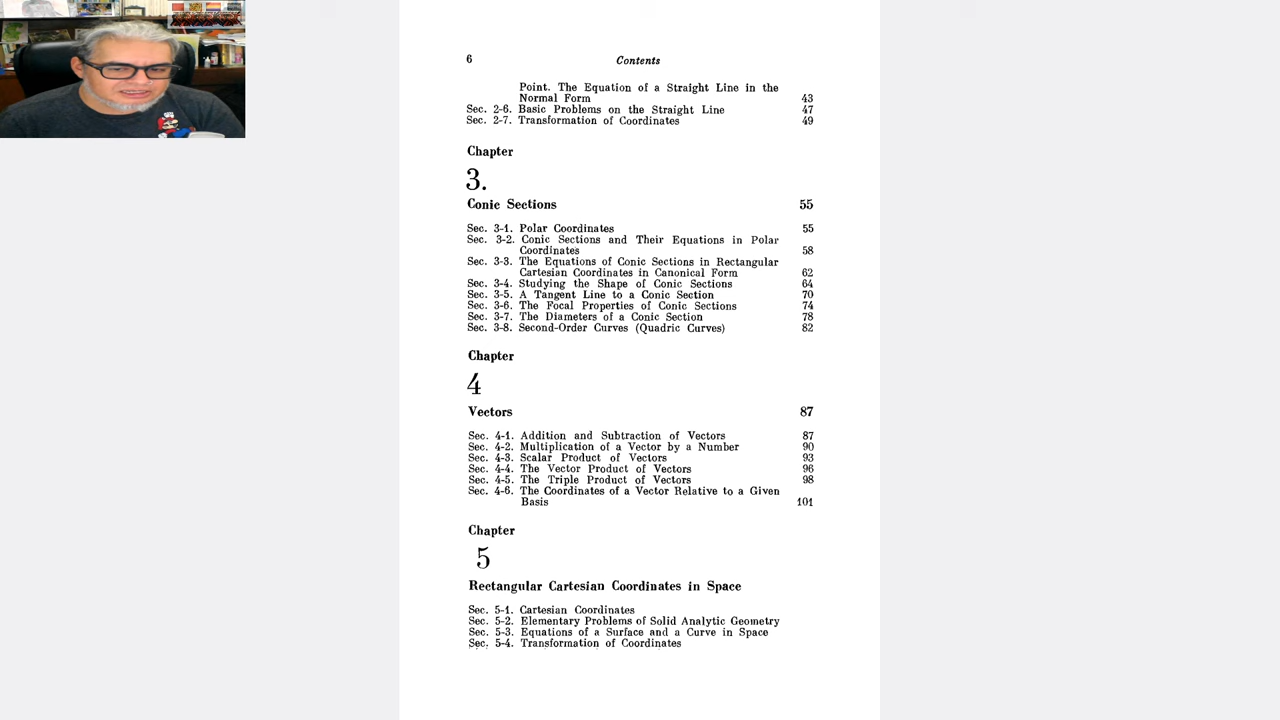 6 Contents
Point. The Equation of a Straight Line in the
Normal Form 43
Sec. 2-6. Basic Problems on the Straight Line 47
Sec. 2-7. Transformation of Coordinates 49
Chapter
3.
Conic Sections 55
Sec. 3-1. Polar Coordinates 55
Sec. 3-2. Conic Sections and Their Equations in Polar
Coordinates 58
Sec. 3-3. The Equations of Conic Sections in Rectangular
Cartesian Coordinates in Canonical Form 62
Sec. 3-4. Studying the Shape of Conic Sections 64
Sec. 3-5. A Tangent Line to a Conic Section 70
Sec. 3-6. The Focal Properties of Conic Sections 74
Sec. 3-7. The Diameters of a Conic Section 78
Sec. 3-8. Second-Order Curves (Quadric Curves) 82
Chapter
4
Vectors 87
Sec. 4-1. Addition and Subtraction of Vectors 87
Sec. 4-2. Multiplication of a Vector by a Number 90
Sec. 4-3. Scalar Product of Vectors 93
Sec. 4-4. The Vector Product of Vectors 96
Sec. 4-5. The Triple Product of Vectors 98
Sec. 4-6. The Coordinates of a Vector Relative to a Given
Basis 101
Chapter
5
Rectangular Cartesian Coordinates in Space
Sec. 5-1. Cartesian Coordinates
Sec. 5-2. Elementary Problems of Solid Analytic Geometry
Sec. 5-3. Equations of a Surface and a Curve in Space
Sec. 5-4. Transformation of Coordinates